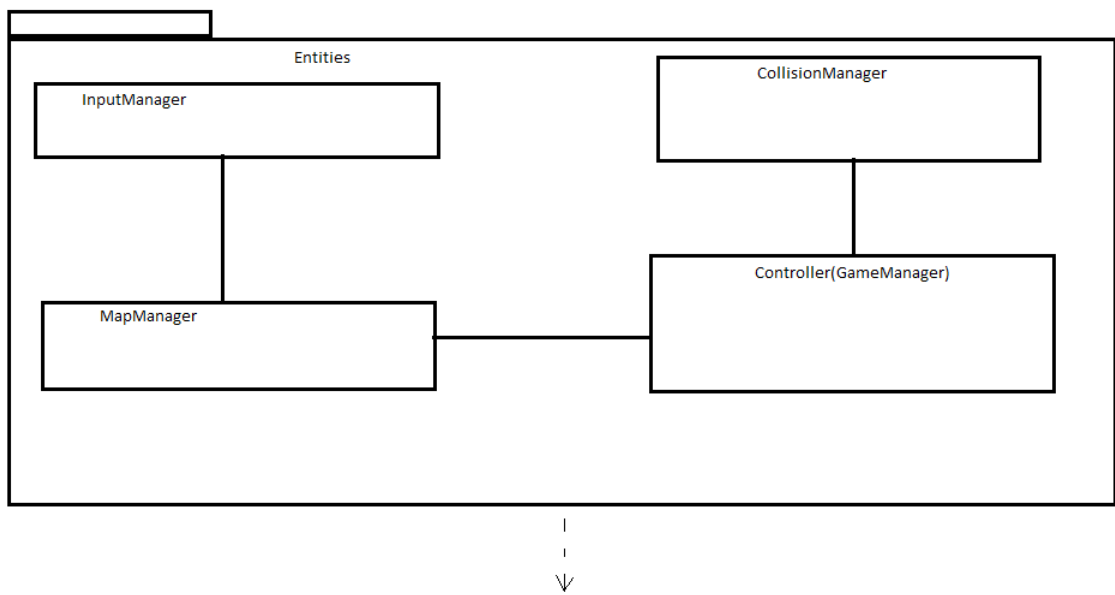 Entities
InputManager
CollisionManager
MapManager
Controller(GameManager)